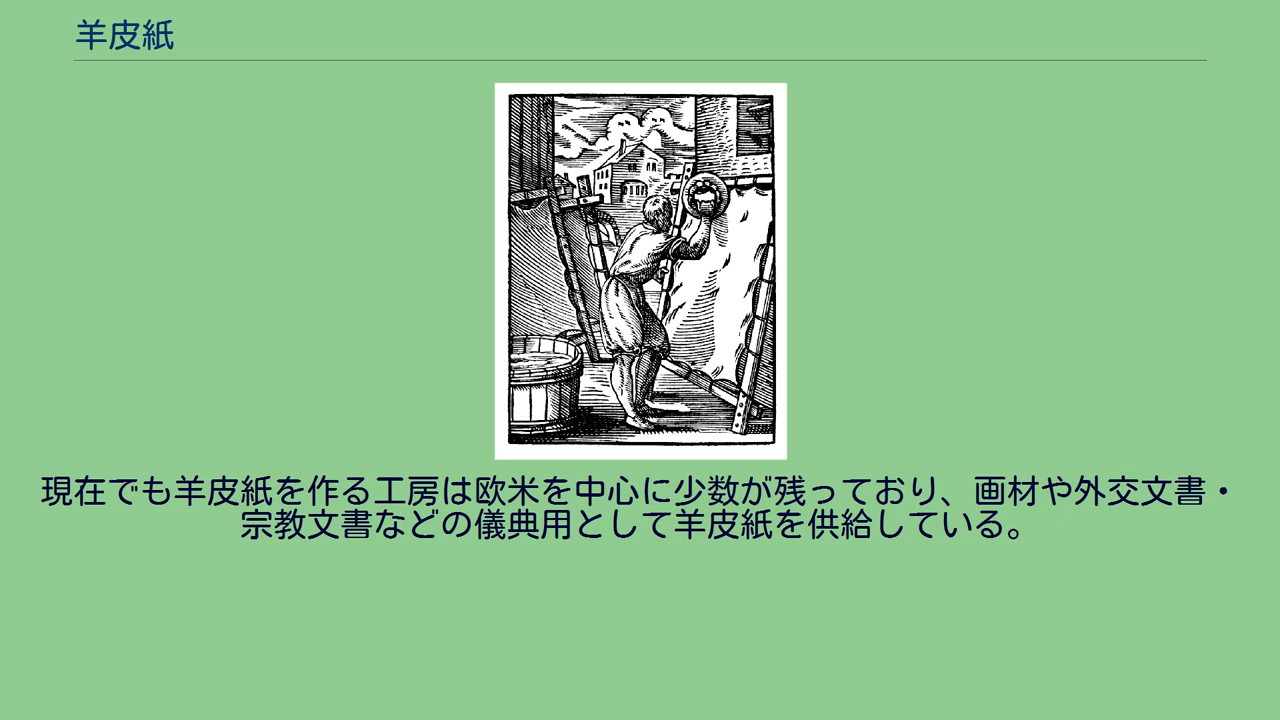 羊皮紙
現在でも羊皮紙を作る工房は欧米を中心に少数が残っており、画材や外交文書・
宗教文書などの儀典用として羊皮紙を供給している。